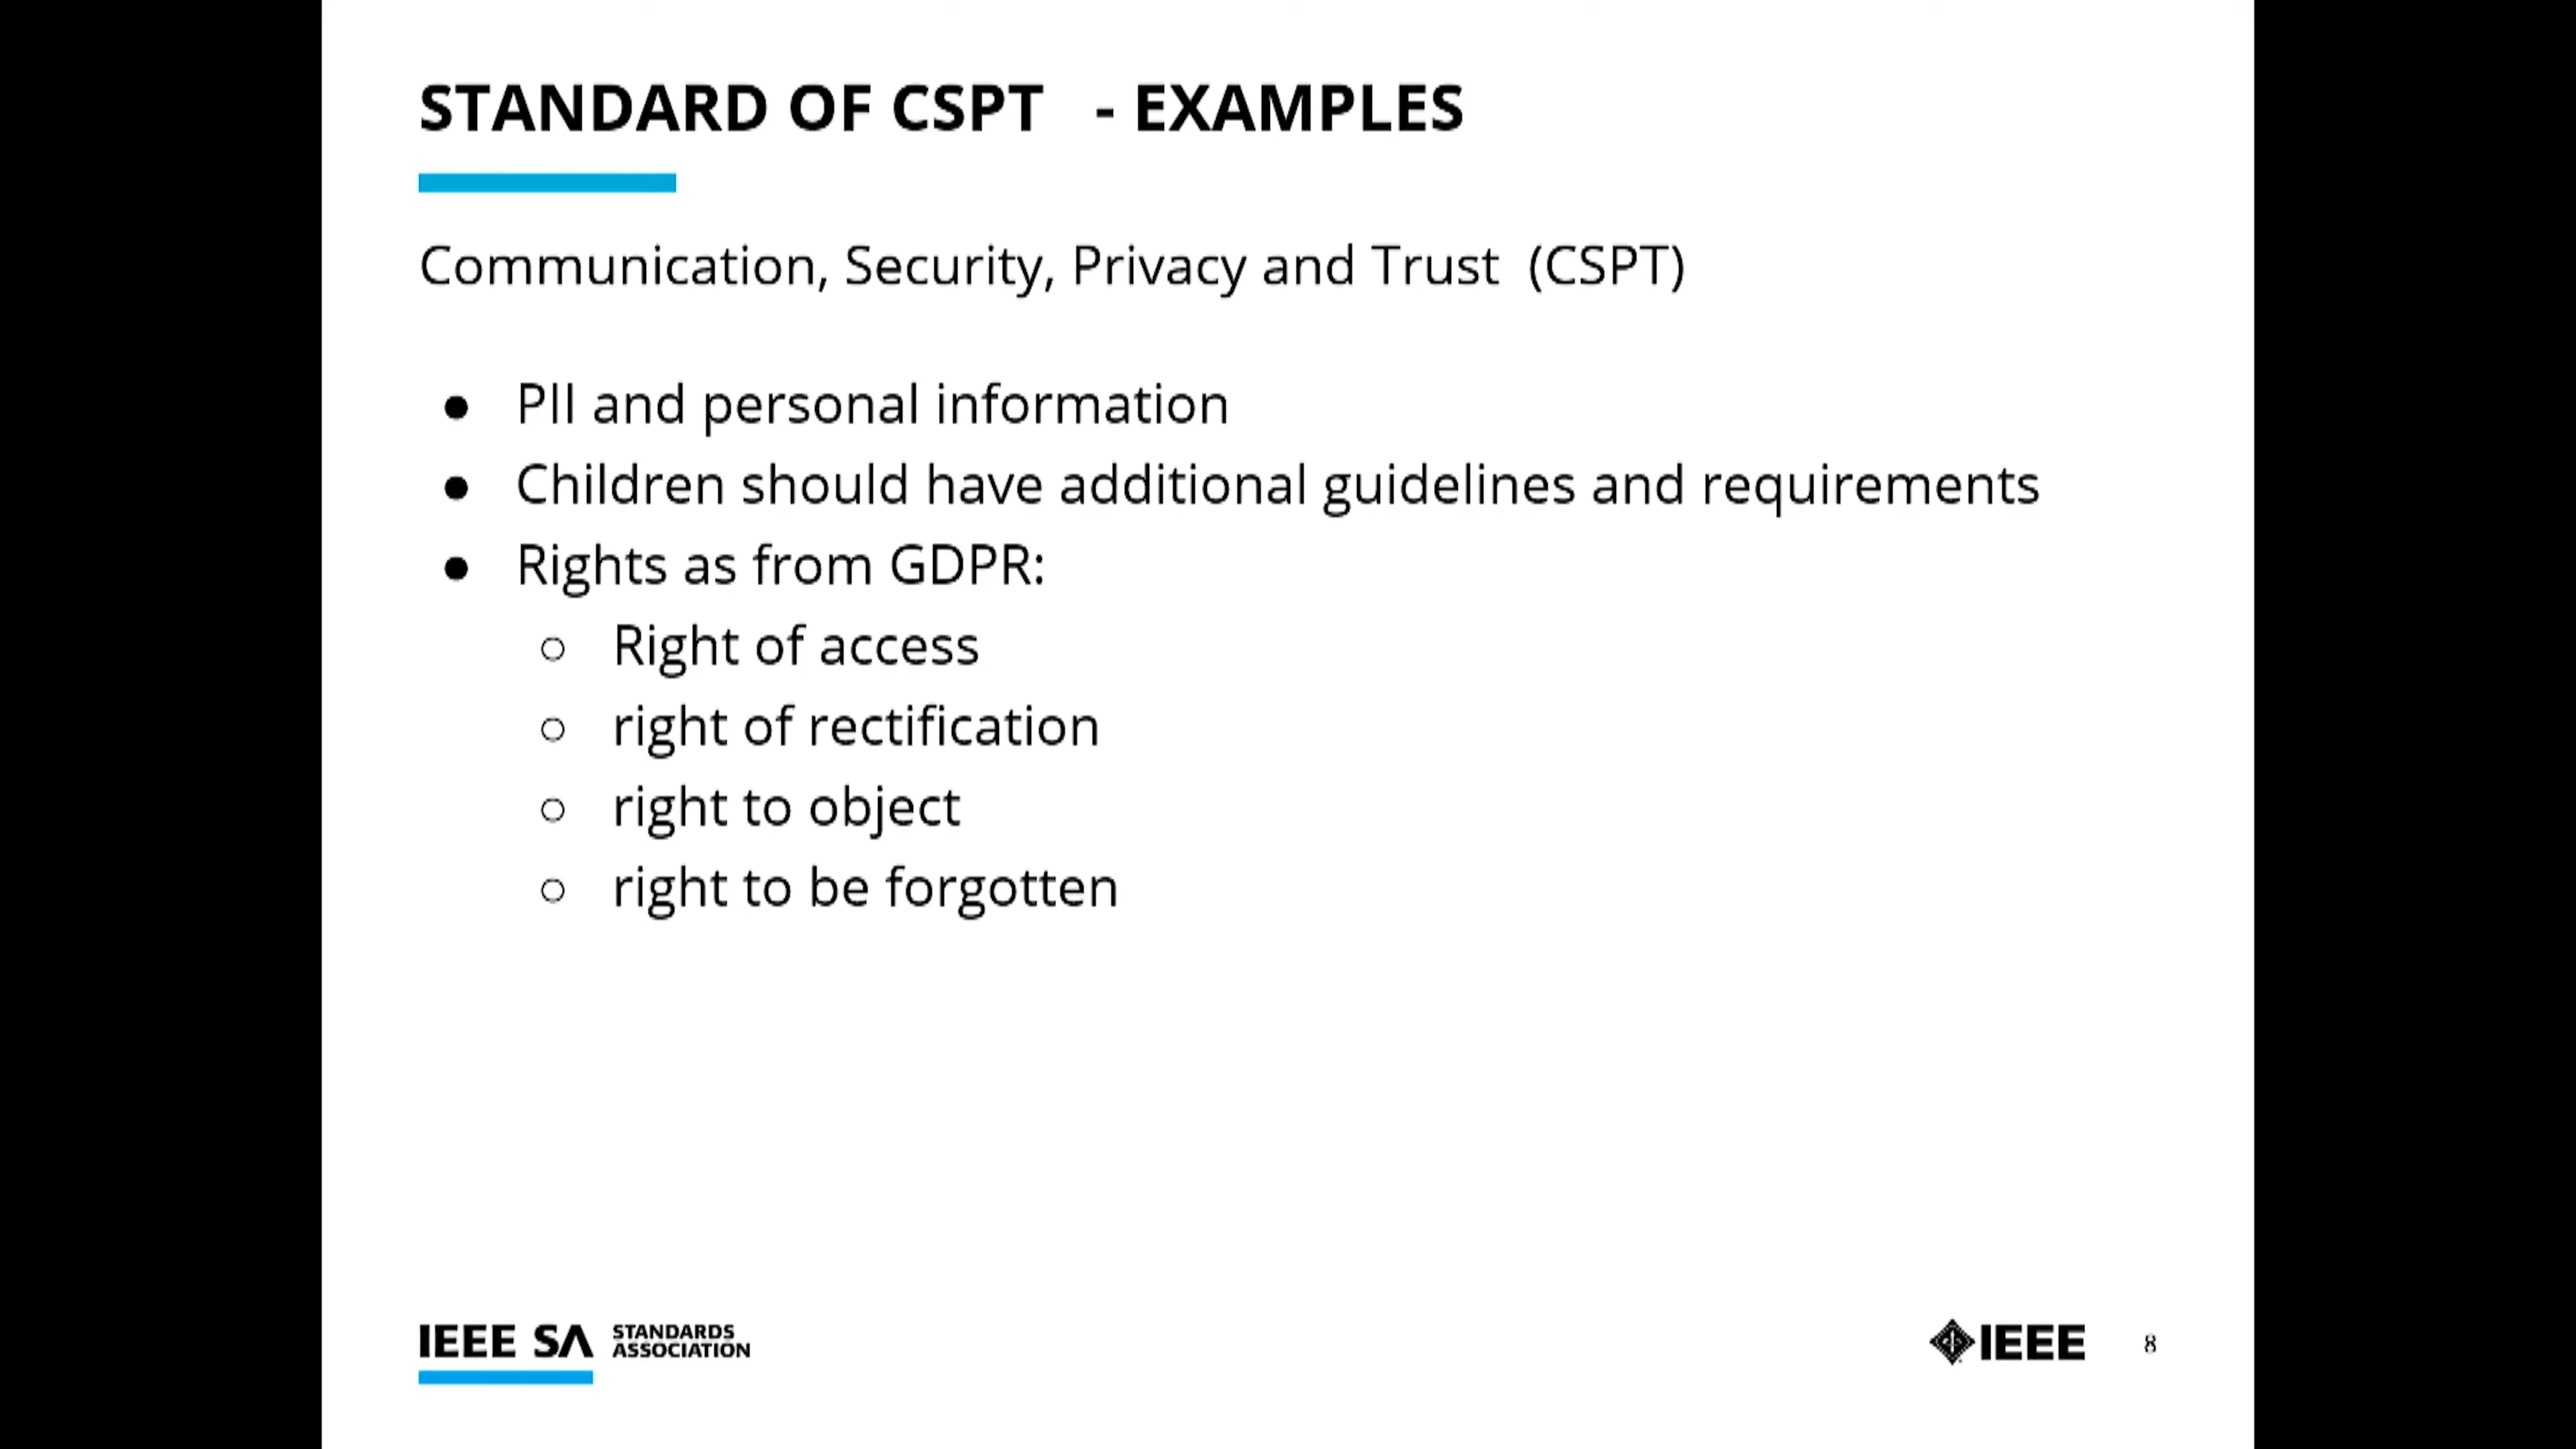 STANDARD OF CSPT - EXAMPLES
Communication, Security, Privacy and Trust (CSPT)
● PII and personal information
● Children should have additional guidelines and requirements
● Rights as from GDPR:
○ Right of access
○ right of rectification
○ right to object
○ right to be forgotten
IEEE SA STANDARDS
ASSOCIATION
IEEE 8